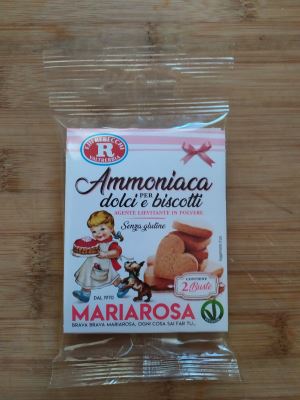 R
VALTREBBIA
Ammoniaca
PER
dolci e biscotti
AGENTE LIEVITANTE IN POLVERE
Senza glutine
CONTIENE
2 Buste
DAL 1970
MARIAROSA
BRAVA BRAVA MARIAROSA, OGNI COSA SAI FAR TU...